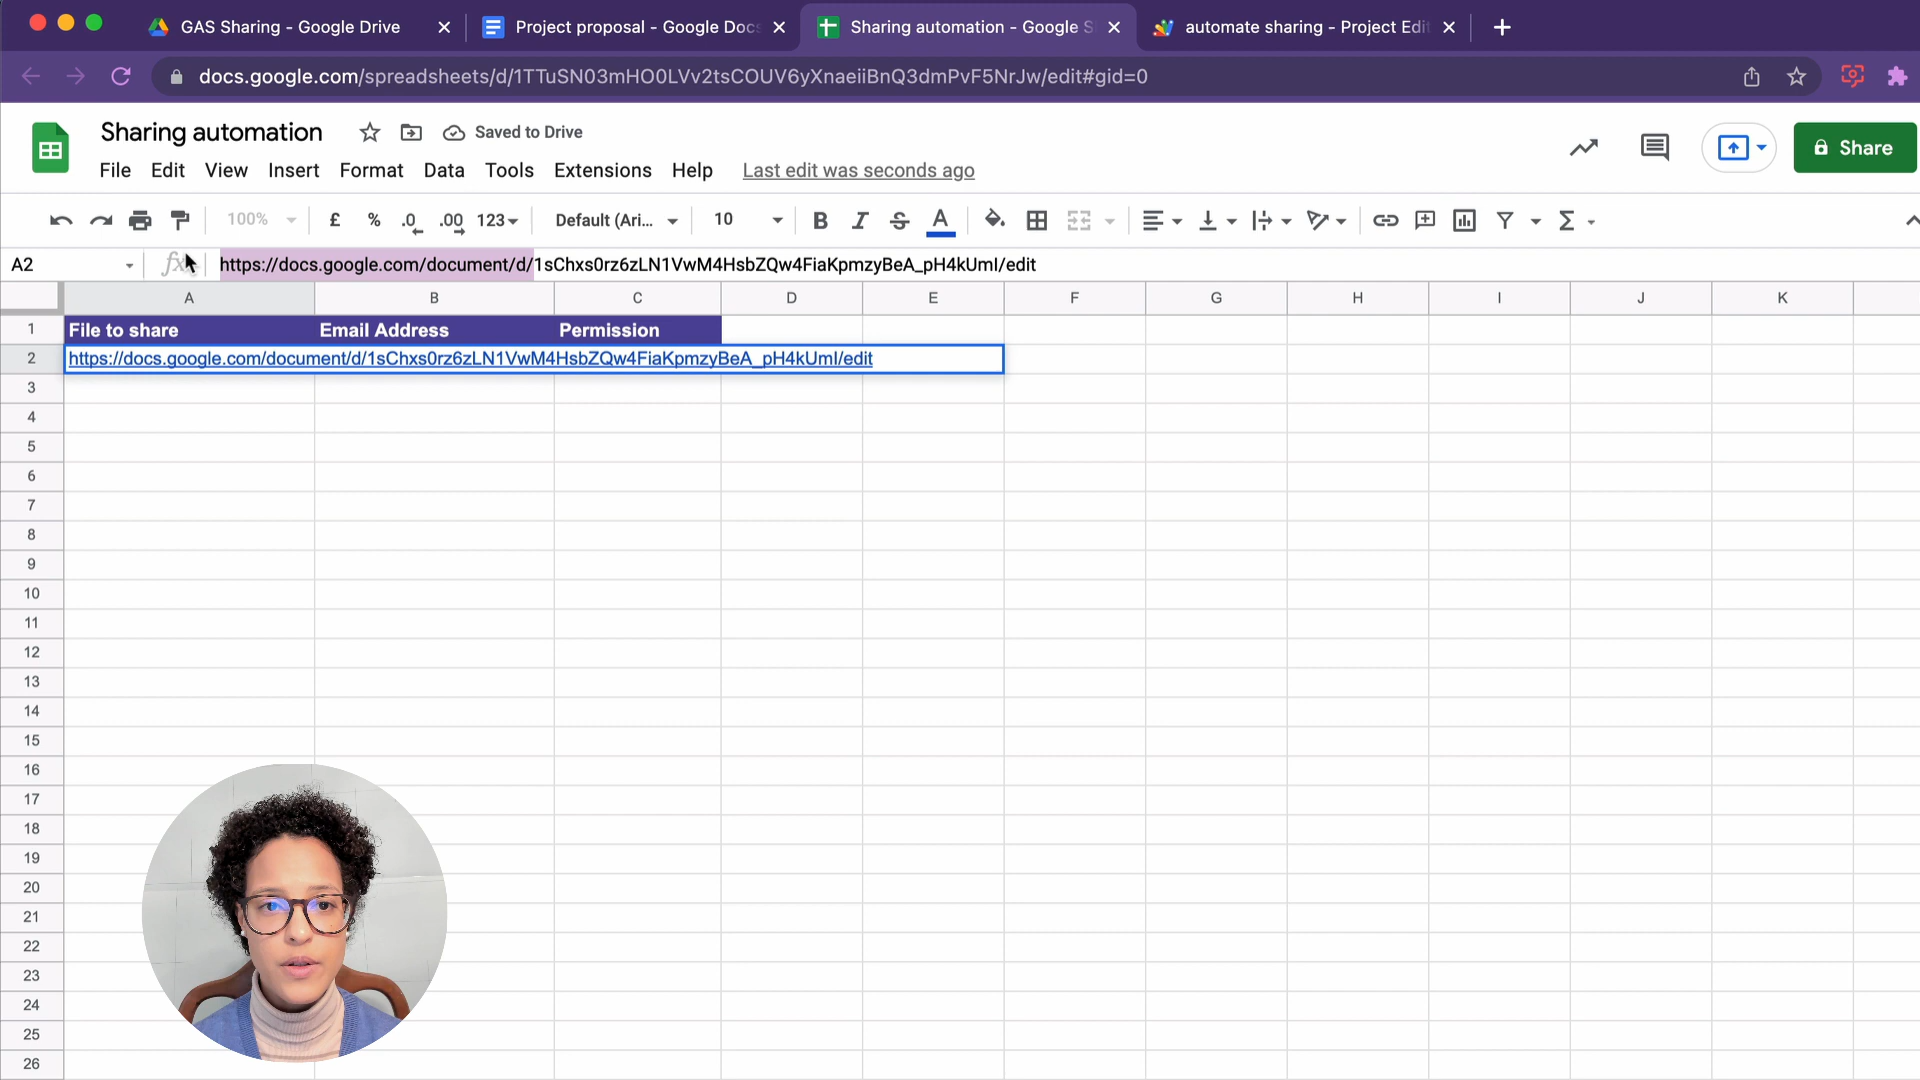 GAS Sharing - Google Drive
Project proposal - Google Docs
Sharing automation - Google S
automate sharing - Project Edit
docs.google.com/spreadsheets/d/1TTuSN03mHO0LVv2tsCOUV6yXnaeiiBnQ3dmPvF5NrJw/edit#gid=0
Sharing automation
Saved to Drive
File Edit View Insert Format Data Tools Extensions Help Last edit was seconds ago
Share
100% £ % .0 .00 123 Default (Ari... 10 B I S A Σ
A2 fx https://docs.google.com/document/d/1sChxs0rz6zLN1VwM4HsbZQw4FiaKpmzyBeA_pH4kUmI/edit
A B C D E F G H I J K
1 File to share Email Address Permission
2 https://docs.google.com/document/d/1sChxs0rz6zLN1VwM4HsbZQw4FiaKpmzyBeA_pH4kUmI/edit
3
4
5
6
7
8
9
10
11
12
13
14
15
16
17
18
19
20
21
22
23
24
25
26